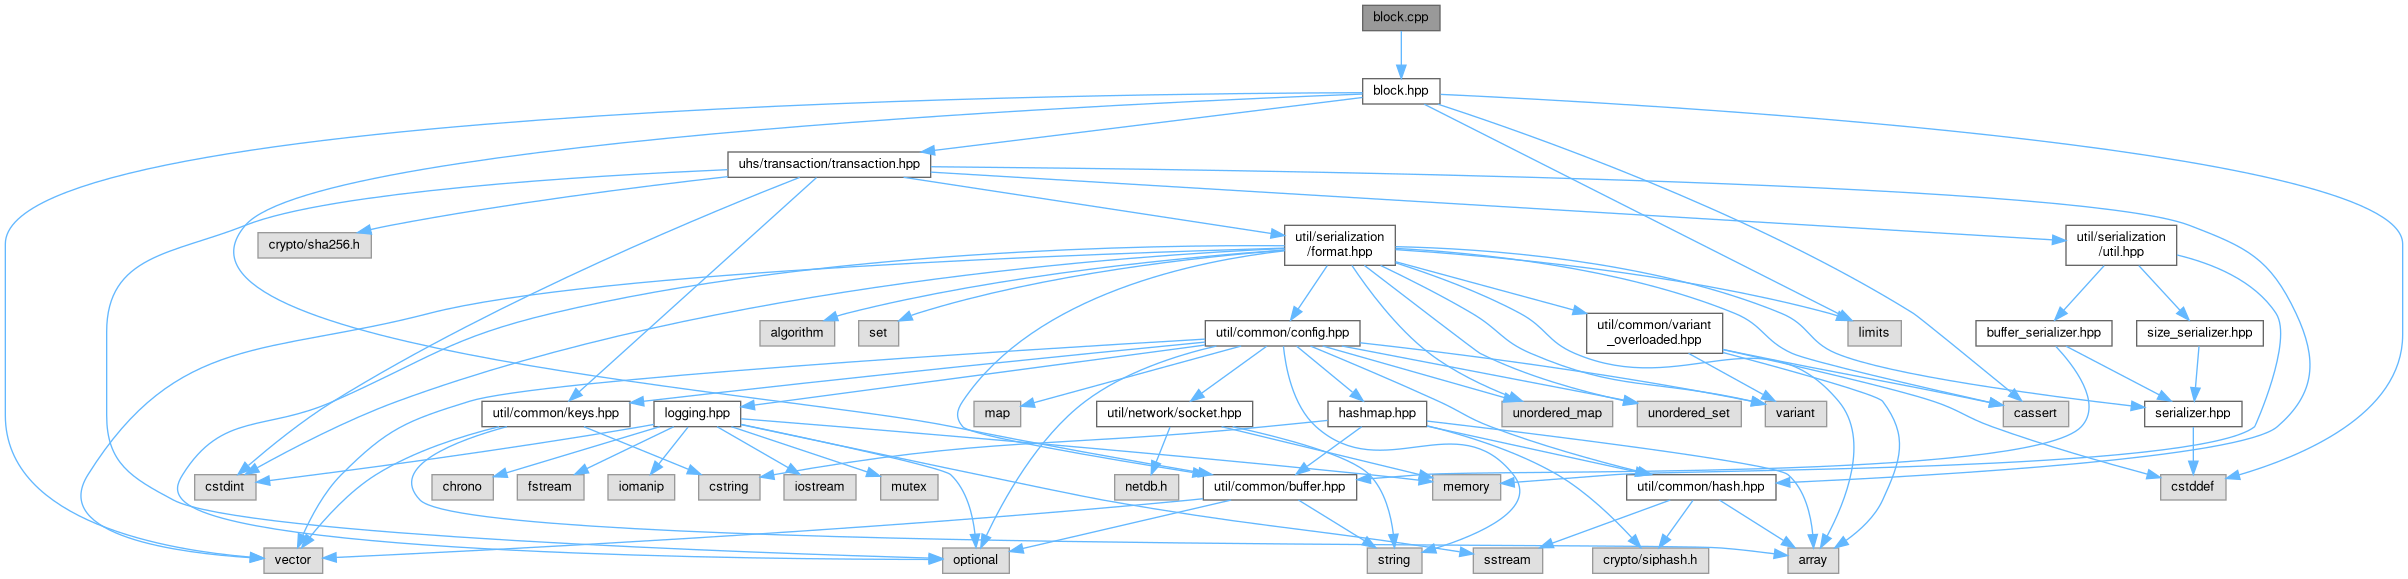 block.cpp
block.hpp
uhs/transaction/transaction.hpp
crypto/sha256.h
util/serialization
/format.hpp
util/serialization
/util.hpp
algorithm
set
util/common/config.hpp
util/common/variant
_overloaded.hpp
limits
buffer_serializer.hpp
size_serializer.hpp
util/common/keys.hpp
logging.hpp
map
util/network/socket.hpp
hashmap.hpp
unordered_map
unordered_set
variant
cassert
serializer.hpp
cstdint
chrono
fstream
iomanip
cstring
iostream
mutex
netdb.h
util/common/buffer.hpp
memory
util/common/hash.hpp
cstddef
vector
optional
string
sstream
crypto/siphash.h
array